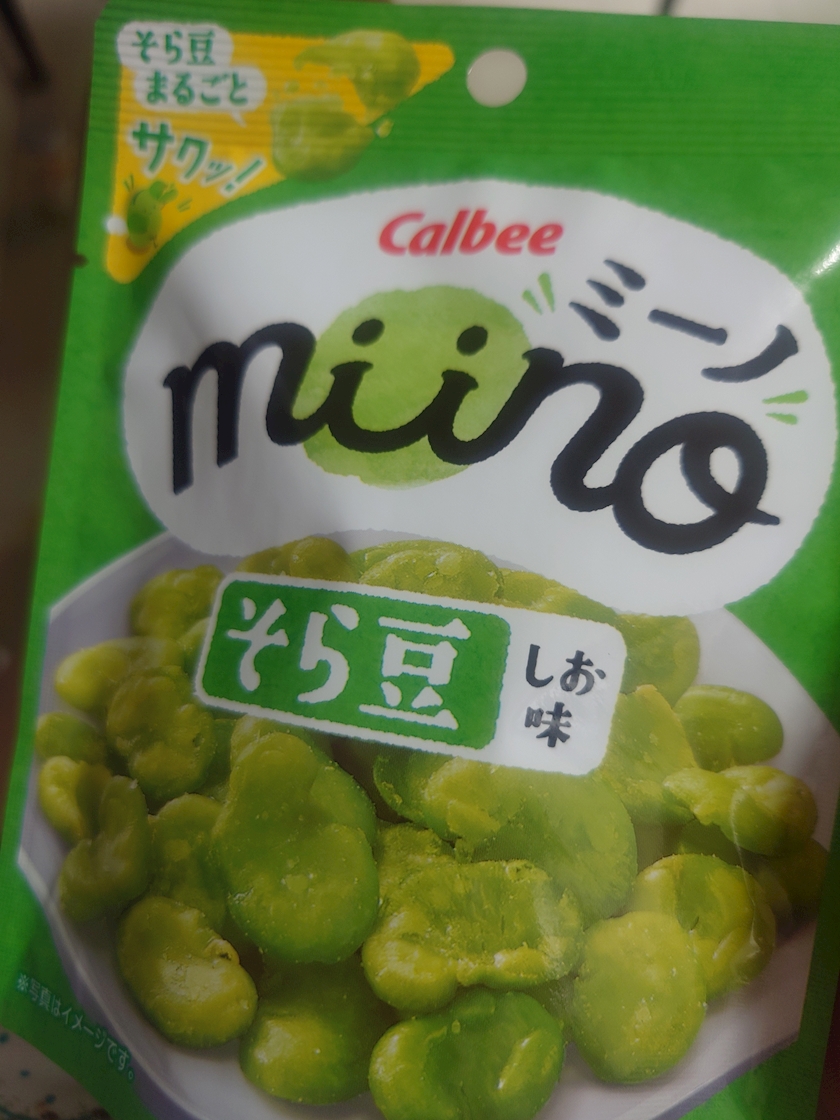 そら豆
まるごと
サクッ!
Calbee
ミーノ
miino
そら豆
しお
味
※写真はイメージです。